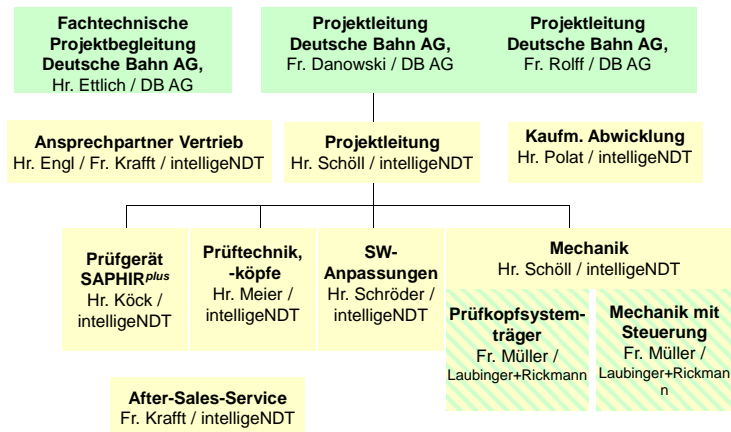 Fachtechnische
Projektbegleitung
Deutsche Bahn AG,
Hr. Ettlich / DB AG
Projektleitung
Deutsche Bahn AG,
Fr. Danowski / DB AG
Projektleitung
Deutsche Bahn AG,
Fr. Rolff / DB AG
Ansprechpartner Vertrieb
Hr. Engl / Fr. Krafft / intelligeNDT
Projektleitung
Hr. Schöll / intelligeNDT
Kaufm. Abwicklung
Hr. Polat / intelligeNDT
Prüfgerät
SAPHIRplus
Hr. Köck /
intelligeNDT
Prüftechnik,
-köpfe
Hr. Meier /
intelligeNDT
SW-
Anpassungen
Hr. Schröder /
intelligeNDT
Mechanik
Hr. Schöll / intelligeNDT
Prüfkopfsystem-
träger
Fr. Müller /
Laubinger+Rickmann
Mechanik mit
Steuerung
Fr. Müller /
Laubinger+Rickman
n
After-Sales-Service
Fr. Krafft / intelligeNDT